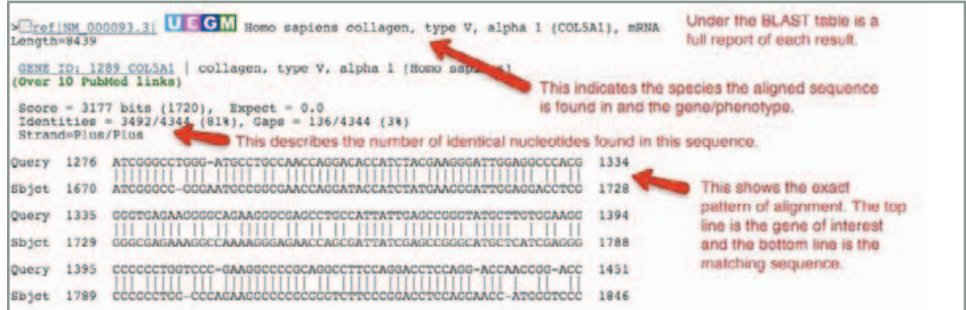 >ref|NM_000093.3| UEGM Homo sapiens collagen, type V, alpha 1 (COL5A1), mRNA
Length=8439
Under the BLAST table is a
full report of each result.
GENE ID: 1289 COL5A1 | collagen, type V, alpha 1 [Homo sapiens]
(Over 10 PubMed links)
This indicates the species the aligned sequence
is found in and the gene/phenotype.
Score = 3177 bits (1720), Expect = 0.0
Identities = 3492/4344 (81%), Gaps = 136/4344 (3%)
Strand=Plus/Plus
This describes the number of identical nucleotides found in this sequence.
Query 1276 ATCGGGCCTGGG-ATGCCTGCCAACCAGGACACCATCTACGAAGGGATTGGAGGCCCACG 1334
Sbjct 1670 ATCGGGCC-GGGAATGCCGGCGAACCAGGATACCATCTATGAAGGGATTGGAGGACCTCG 1728
This shows the exact
pattern of alignment. The top
line is the gene of interest
and the bottom line is the
matching sequence.
Query 1335 GGGTGAGAAGGGGCAGAAGGGCGAGCCTGCCATTATTGAGCCGGGTATGCTTGTGGAAGG 1394
Sbjct 1729 GGGCGAGAAAGGCCAAAAGGGAGAACCAGCGATTATCGAGCCGGGCATGCTCATCGAGGG 1788
Query 1395 CCCCCCTGGTCCC-GAAGGCCCCGCAGGCCTTCCAGGACCTCCAGG-ACCAACCGG-ACC 1451
Sbjct 1789 CCCGCCTGG-CCCAGAAGGCCCCGCGGGTCTTCCCGGACCTCCAGGAACC-ATGGGTCCC 1846